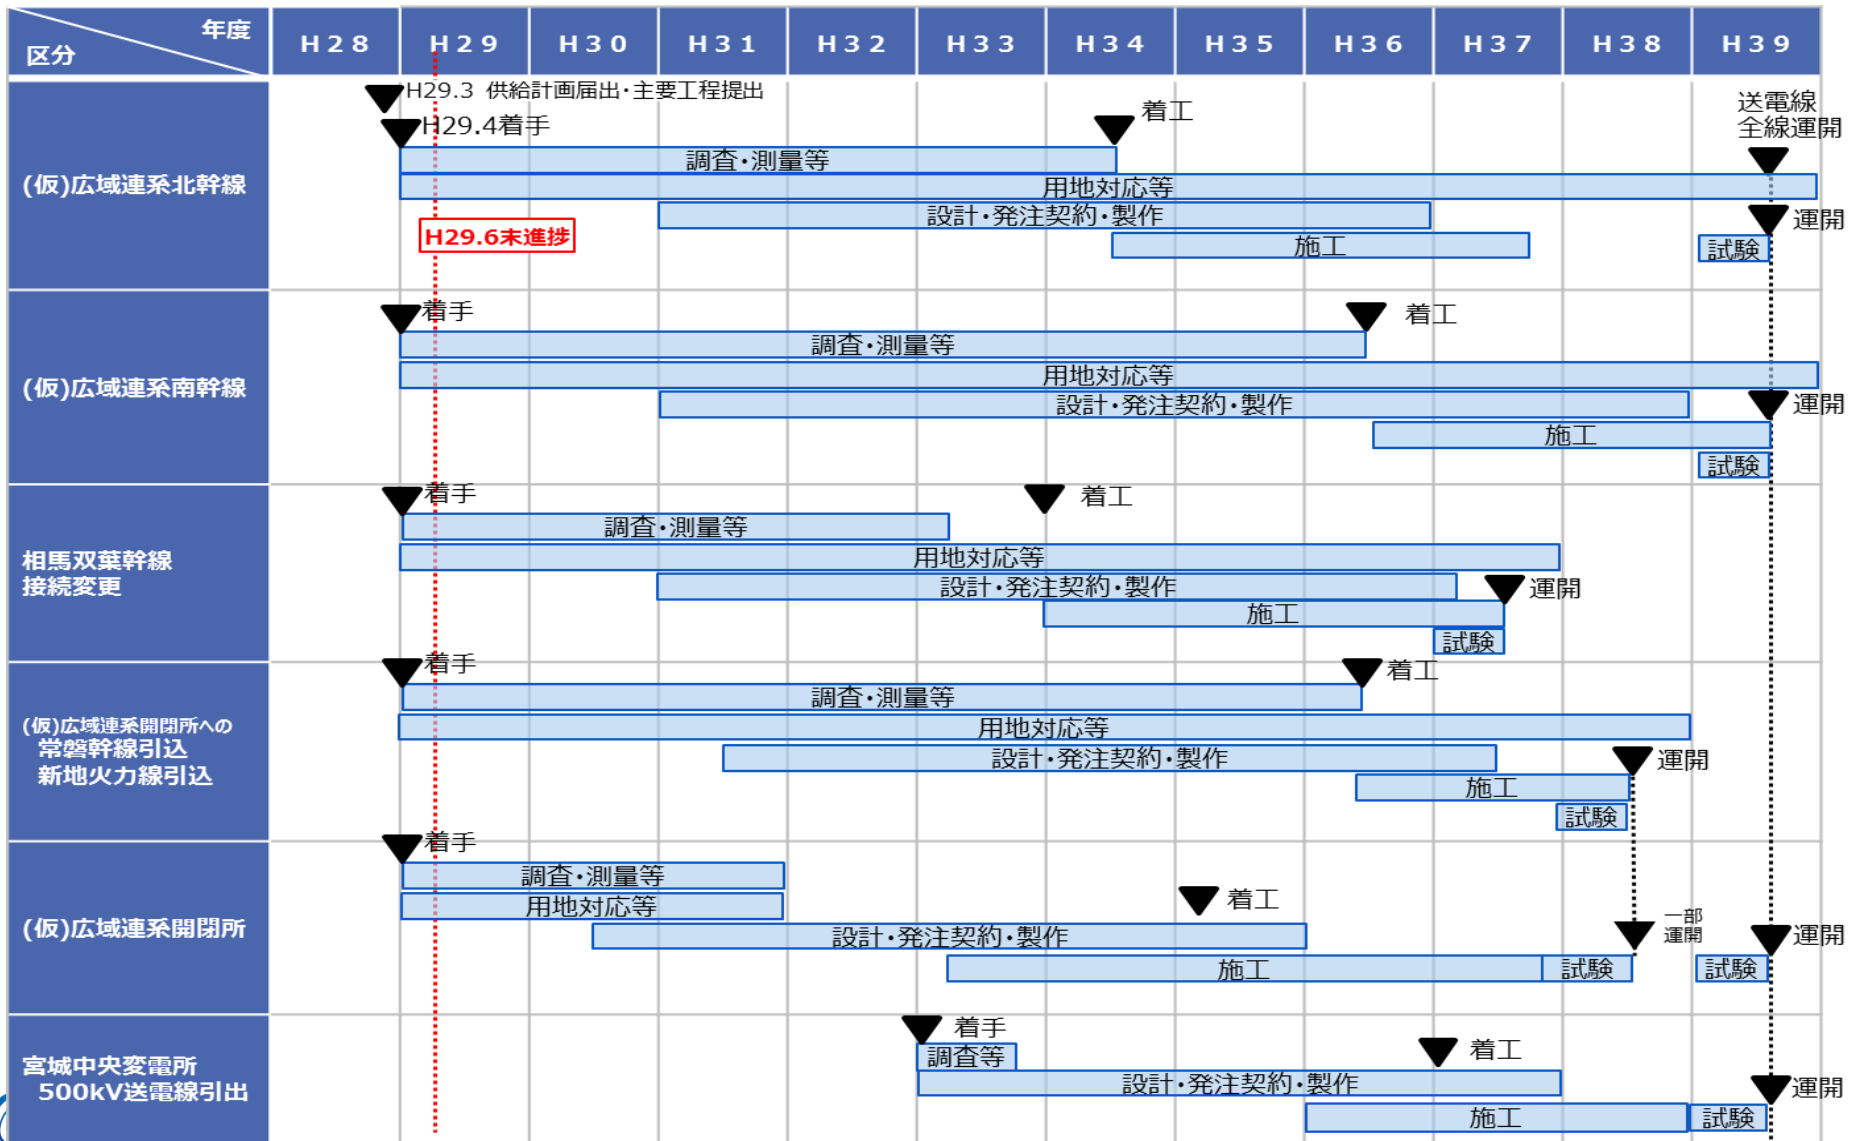 年度
区分
H28
H29
H30
H31
H32
H33
H34
H35
H36
H37
H38
H39
(仮)広域連系北幹線
H29.3 供給計画届出・主要工程提出
H29.4着手
着工
送電線
全線運開
調査・測量等
用地対応等
設計・発注契約・製作
H29.6末進捗
施工
試験
運開
(仮)広域連系南幹線
着手
着工
調査・測量等
用地対応等
設計・発注契約・製作
運開
施工
試験
相馬双葉幹線
接続変更
着手
着工
調査・測量等
用地対応等
設計・発注契約・製作
運開
施工
試験
(仮)広域連系開閉所への
常磐幹線引込
新地火力線引込
着手
着工
調査・測量等
用地対応等
設計・発注契約・製作
運開
施工
試験
(仮)広域連系開閉所
着手
調査・測量等
用地対応等
着工
設計・発注契約・製作
一部
運開
運開
施工
試験
試験
宮城中央変電所
500kV送電線引出
着手
調査等
着工
設計・発注契約・製作
運開
施工
試験